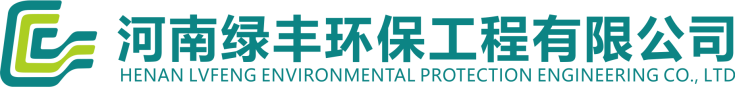 河南绿丰环保工程有限公司
HENAN LVFENG ENVIRONMENTAL PROTECTION ENGINEERING CO., LTD